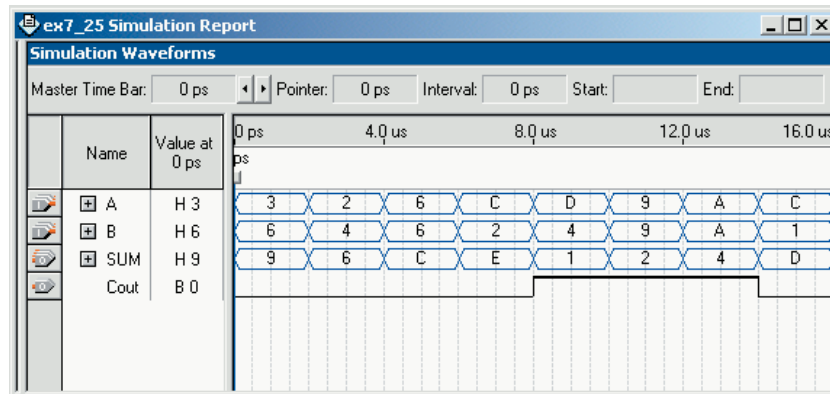 ex7_25 Simulation Report
Simulation Waveforms
Master Time Bar: 0 ps Pointer: 0 ps Interval: 0 ps Start: End:
Name Value at 0 ps
0 ps 4.0 us 8.0 us 12.0 us 16.0 us
ps
A H 3 3 2 6 C D 9 A C
B H 6 6 4 6 2 4 9 A 1
SUM H 9 9 6 C E 1 2 4 D
Cout B 0